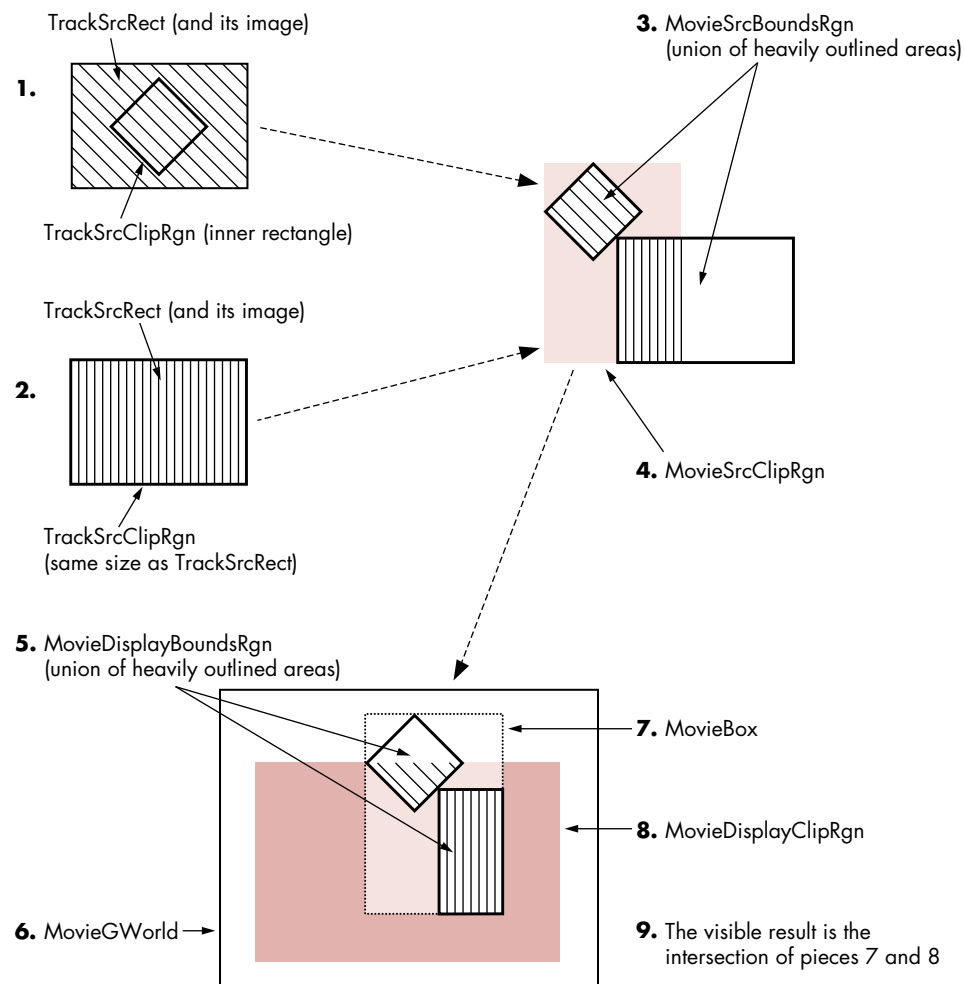 TrackSrcRect (and its image)
1.
TrackSrcClipRgn (inner rectangle)
3. MovieSrcBoundsRgn
(union of heavily outlined areas)
TrackSrcRect (and its image)
2.
TrackSrcClipRgn
(same size as TrackSrcRect)
4. MovieSrcClipRgn
5. MovieDisplayBoundsRgn
(union of heavily outlined areas)
7. MovieBox
8. MovieDisplayClipRgn
6. MovieGWorld
9. The visible result is the
intersection of pieces 7 and 8